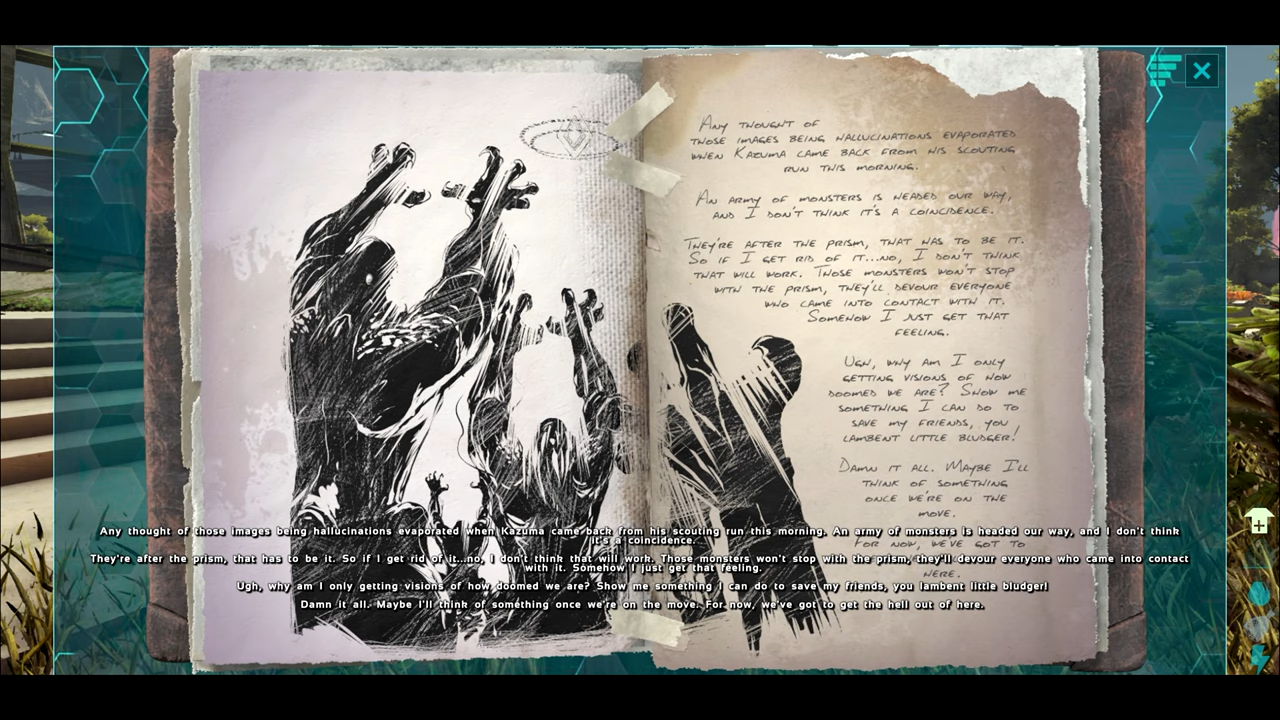 Any thought of
those images being hallucinations evaporated
when Kazuma came back from his scouting
run this morning.
An army of monsters is headed our way,
and I don't think it's a coincidence.
They're after the prism, that has to be it.
So if I get rid of it...no, I don't think
that will work. Those monsters won't stop
with the prism, they'll devour everyone
who came into contact with it.
Somehow I just get that
feeling.
Ugh, why am I only
getting visions of how
doomed we are? Show me
something I can do to
save my friends, you
lambent little bludger!
Damn it all. Maybe I'll
think of something
once we're on the
move.
For now, we've got to
here.
Any thought of those images being hallucinations evaporated when Kazuma came back from his scouting run this morning. An army of monsters is headed our way, and I don't think
it's a coincidence.
They're after the prism, that has to be it. So if I get rid of it...no, I don't think that will work. Those monsters won't stop with the prism, they'll devour everyone who came into contact
with it. Somehow I just get that feeling.
Ugh, why am I only getting visions of how doomed we are? Show me something I can do to save my friends, you lambent little bludger!
Damn it all. Maybe I'll think of something once we're on the move. For now, we've got to get the hell out of here.